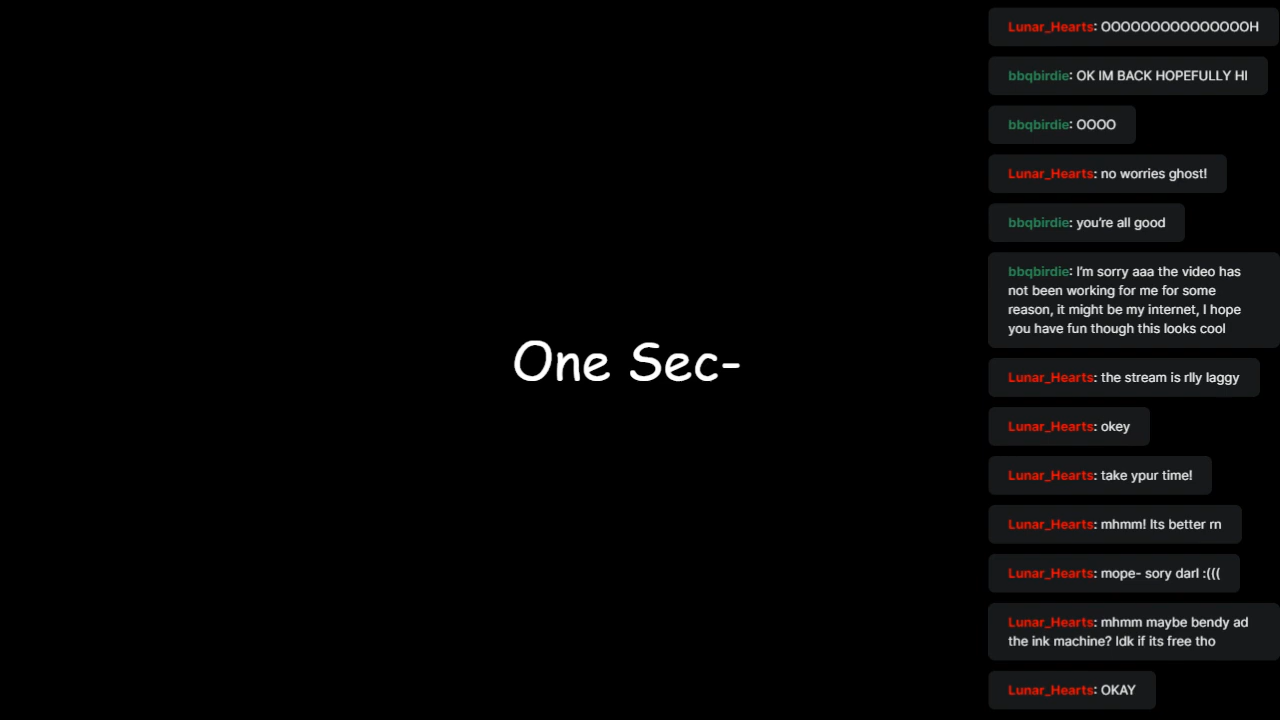 One Sec-
Lunar_Hearts: OOOOOOOOOOOOOOOH
bbqbirdie: OK IM BACK HOPEFULLY HI
bbqbirdie: OOOO
Lunar_Hearts: no worries ghost!
bbqbirdie: you're all good
bbqbirdie: I'm sorry aaa the video has
not been working for me for some
reason, it might be my internet, I hope
you have fun though this looks cool
Lunar_Hearts: the stream is rlly laggy
Lunar_Hearts: okey
Lunar_Hearts: take ypur time!
Lunar_Hearts: mhmm! Its better rn
Lunar_Hearts: mope- sory darl :(((
Lunar_Hearts: mhmm maybe bendy ad
the ink machine? Idk if its free tho
Lunar_Hearts: OKAY